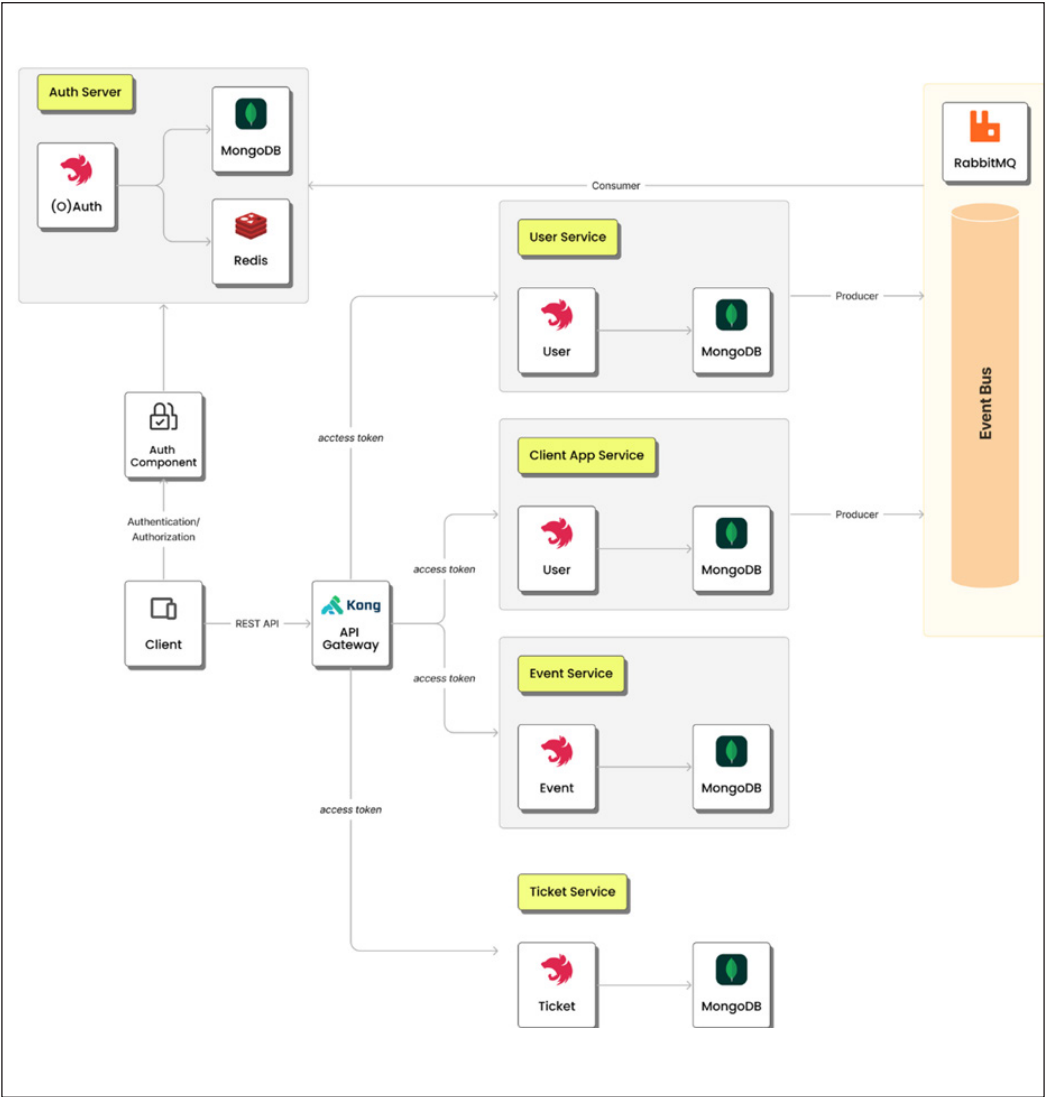 Auth Server
MongoDB
(O)Auth
Redis
RabbitMQ
Consumer
User Service
User
MongoDB
Producer
Event Bus
Auth
Component
acctess token
Client App Service
User
MongoDB
Producer
Authentication/
Authorization
access token
Client
REST API
Kong
API
Gateway
access token
Event Service
Event
MongoDB
access token
Ticket Service
Ticket
MongoDB